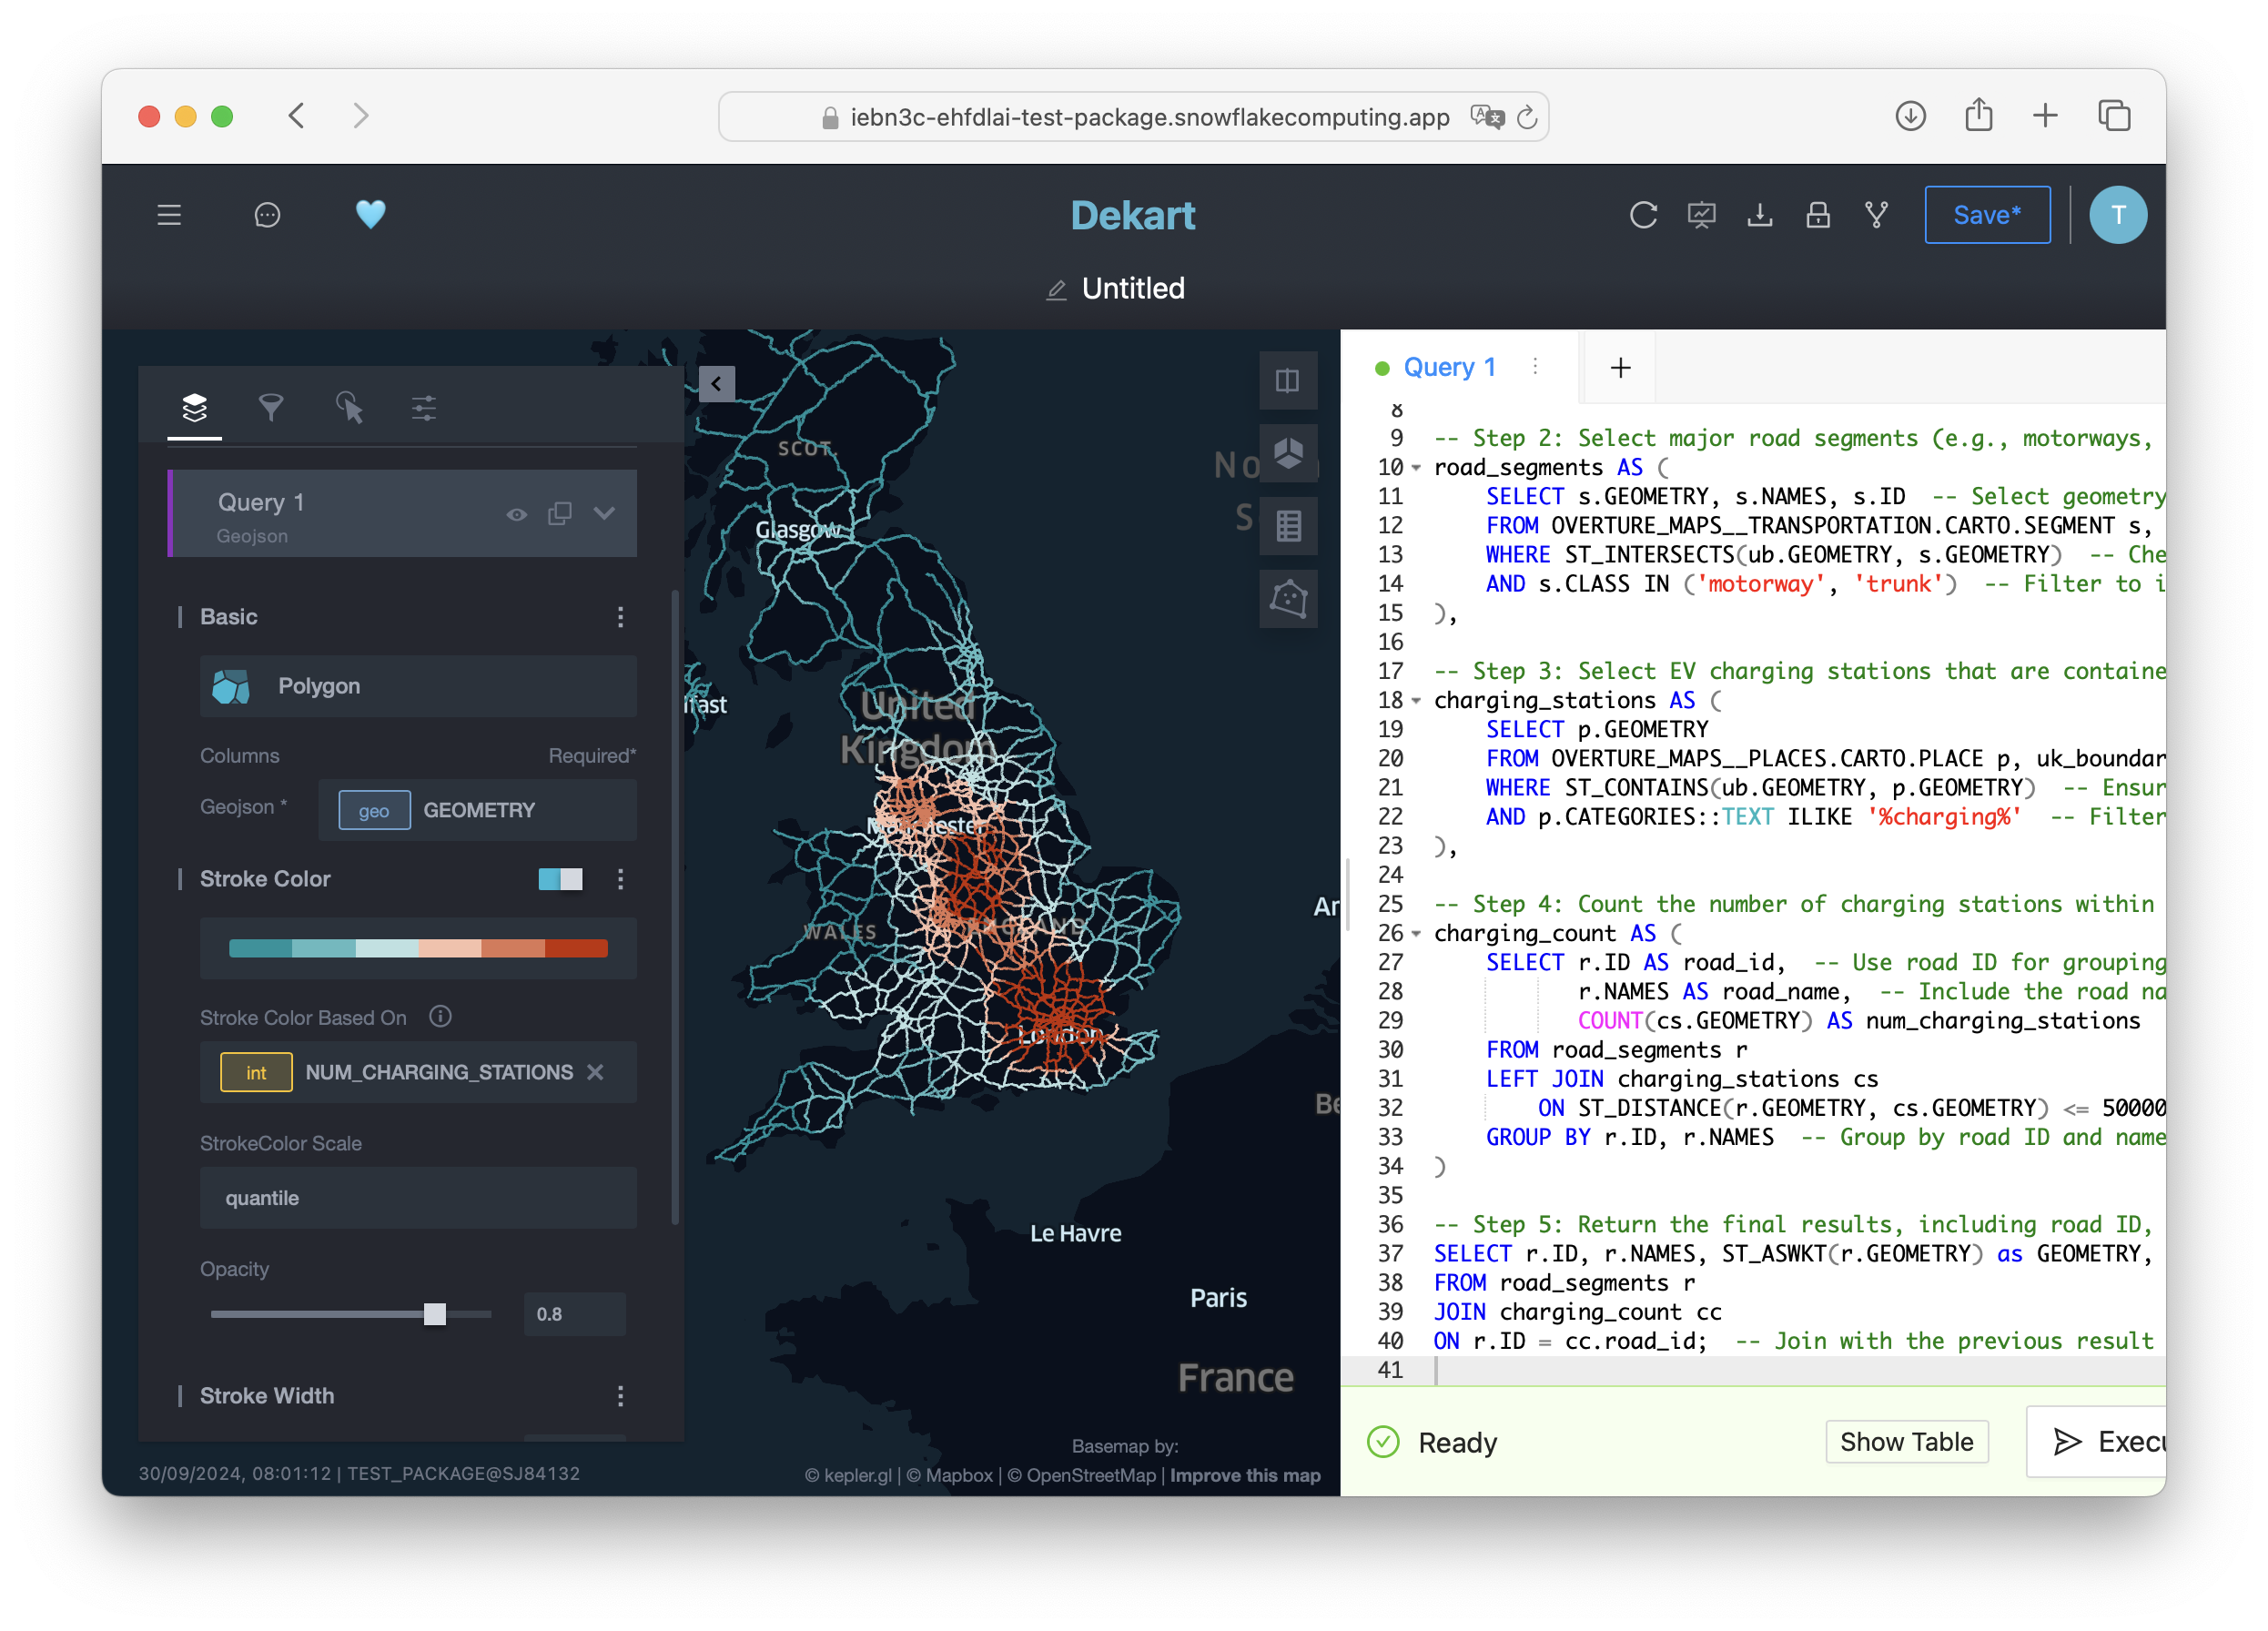 iebn3c-ehfdlai-test-package.snowflakecomputing.app
Dekart
Save*
T
Untitled
Query 1
Geojson
Basic
Polygon
Columns
Required*
Geojson *
geo
GEOMETRY
Stroke Color
Stroke Color Based On
int
NUM_CHARGING_STATIONS
StrokeColor Scale
quantile
Opacity
0.8
Stroke Width
30/09/2024, 08:01:12 | TEST_PACKAGE@SJ84132
SCOT.
Glasgow
No
S
fast
United
Kingdom
WALES
ENGLAND
London
Ar
Be
Le Havre
Paris
France
Basemap by:
© kepler.gl | © Mapbox | © OpenStreetMap | Improve this map
Query 1
+
8
9 -- Step 2: Select major road segments (e.g., motorways,
10 road_segments AS (
11 SELECT s.GEOMETRY, s.NAMES, s.ID -- Select geometry
12 FROM OVERTURE_MAPS__TRANSPORTATION.CARTO.SEGMENT s,
13 WHERE ST_INTERSECTS(ub.GEOMETRY, s.GEOMETRY) -- Che
14 AND s.CLASS IN ('motorway', 'trunk') -- Filter to i
15 ),
16
17 -- Step 3: Select EV charging stations that are containe
18 charging_stations AS (
19 SELECT p.GEOMETRY
20 FROM OVERTURE_MAPS__PLACES.CARTO.PLACE p, uk_boundar
21 WHERE ST_CONTAINS(ub.GEOMETRY, p.GEOMETRY) -- Ensur
22 AND p.CATEGORIES::TEXT ILIKE '%charging%' -- Filter
23 ),
24
25 -- Step 4: Count the number of charging stations within
26 charging_count AS (
27 SELECT r.ID AS road_id, -- Use road ID for grouping
28 r.NAMES AS road_name, -- Include the road na
29 COUNT(cs.GEOMETRY) AS num_charging_stations
30 FROM road_segments r
31 LEFT JOIN charging_stations cs
32 ON ST_DISTANCE(r.GEOMETRY, cs.GEOMETRY) <= 50000
33 GROUP BY r.ID, r.NAMES -- Group by road ID and name
34 )
35
36 -- Step 5: Return the final results, including road ID,
37 SELECT r.ID, r.NAMES, ST_ASWKT(r.GEOMETRY) as GEOMETRY,
38 FROM road_segments r
39 JOIN charging_count cc
40 ON r.ID = cc.road_id; -- Join with the previous result
41
Ready
Show Table
Execu